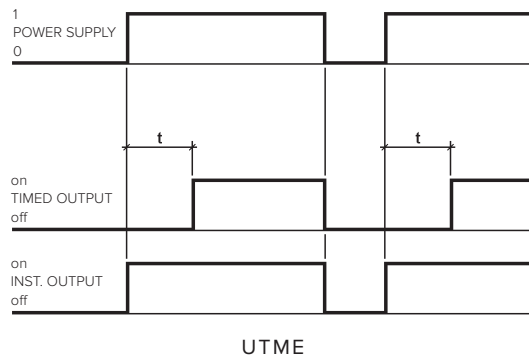 1
POWER SUPPLY
0
t
t
on
TIMED OUTPUT
off
on
INST. OUTPUT
off
UTME